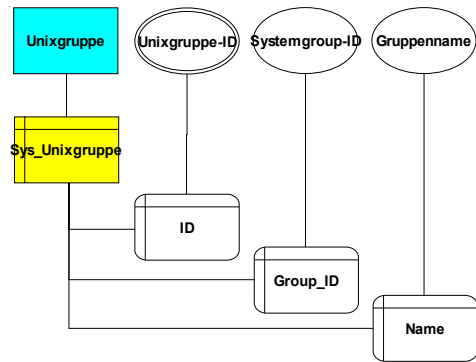 Unixgruppe
Unixgruppe-ID
Systemgroup-ID
Gruppenname
Sys_Unixgruppe
ID
Group_ID
Name